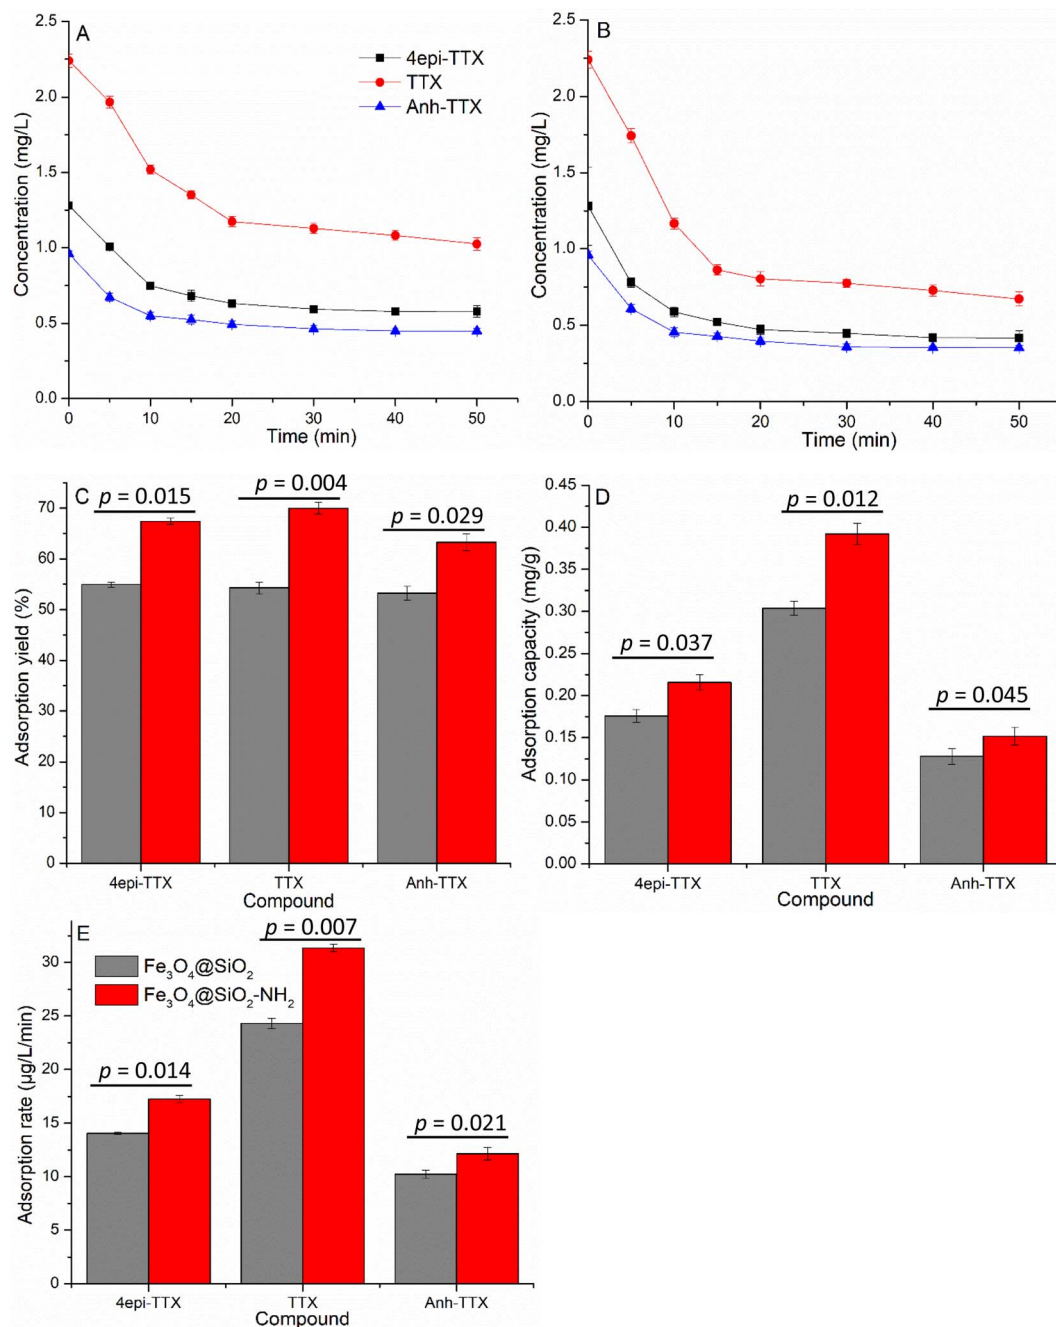 A
2.5
2.0
1.5
1.0
0.5
0.0
Concentration (mg/L)
4epi-TTX
TTX
Anh-TTX
0 10 20 30 40 50
Time (min)
B
2.5
2.0
1.5
1.0
0.5
0.0
Concentration (mg/L)
0 10 20 30 40 50
Time (min)
C
p = 0.015
p = 0.004
p = 0.029
70
60
50
40
30
20
10
0
Adsorption yield (%)
4epi-TTX TTX Anh-TTX
Compound
D
p = 0.012
p = 0.037
p = 0.045
0.45
0.40
0.35
0.30
0.25
0.20
0.15
0.10
0.05
0.00
Adsorption capacity (mg/g)
4epi-TTX TTX Anh-TTX
Compound
E
p = 0.007
Fe₃O₄@SiO₂
Fe₃O₄@SiO₂-NH₂
p = 0.014
p = 0.021
30
25
20
15
10
5
0
Adsorption rate (μg/L/min)
4epi-TTX TTX Anh-TTX
Compound